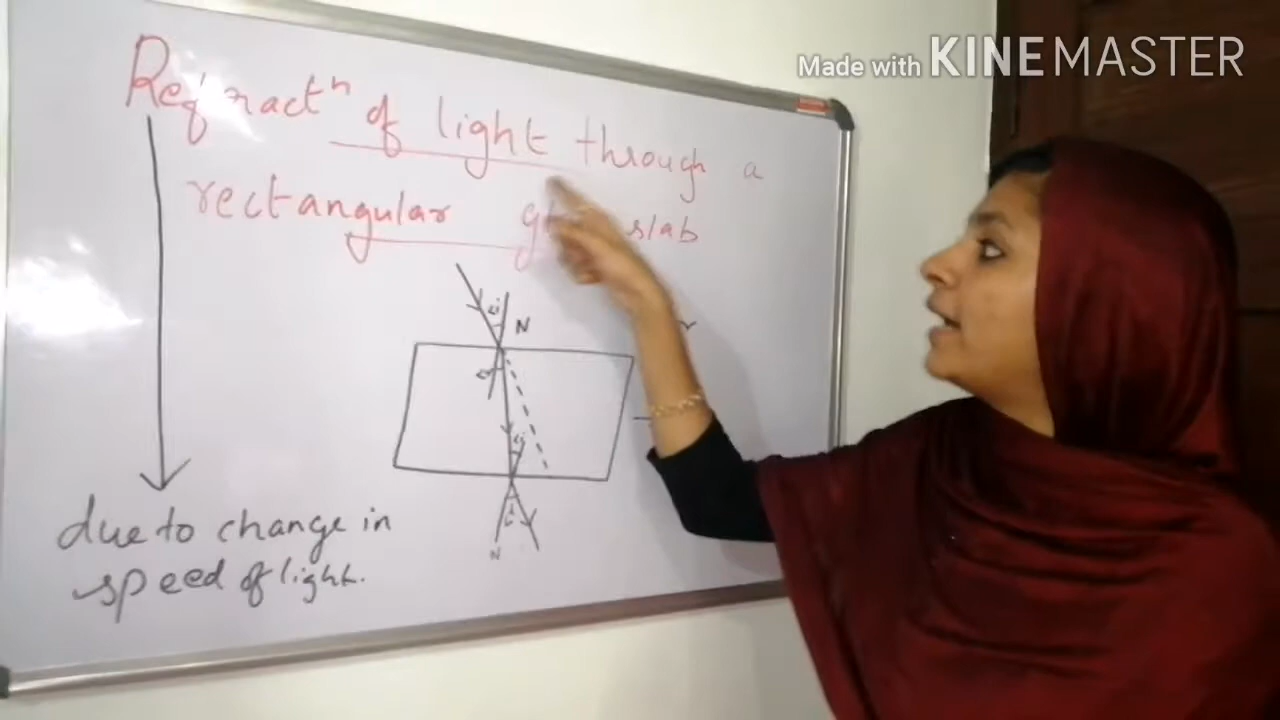 Made with KINEMASTER
Refractn of light through a
rectangular slab
∠i
N
∠r
r
∠i
∠r
N
due to change in
speed of light.